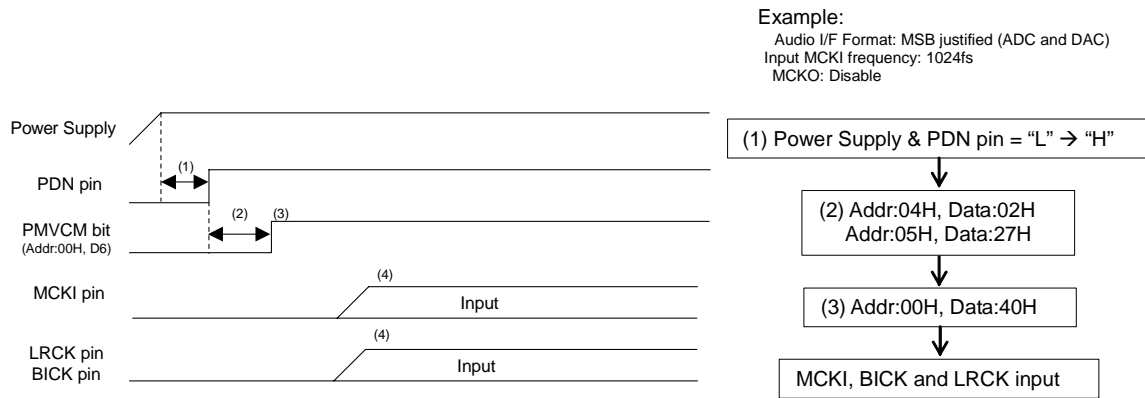 Example:
Audio I/F Format: MSB justified (ADC and DAC)
Input MCKI frequency: 1024fs
MCKO: Disable
Power Supply
(1)
PDN pin
(2)
(3)
PMVCM bit
(Addr:00H, D6)
(4)
MCKI pin
Input
(4)
LRCK pin
BICK pin
Input
(1) Power Supply & PDN pin = “L” → “H”
(2) Addr:04H, Data:02H
Addr:05H, Data:27H
(3) Addr:00H, Data:40H
MCKI, BICK and LRCK input